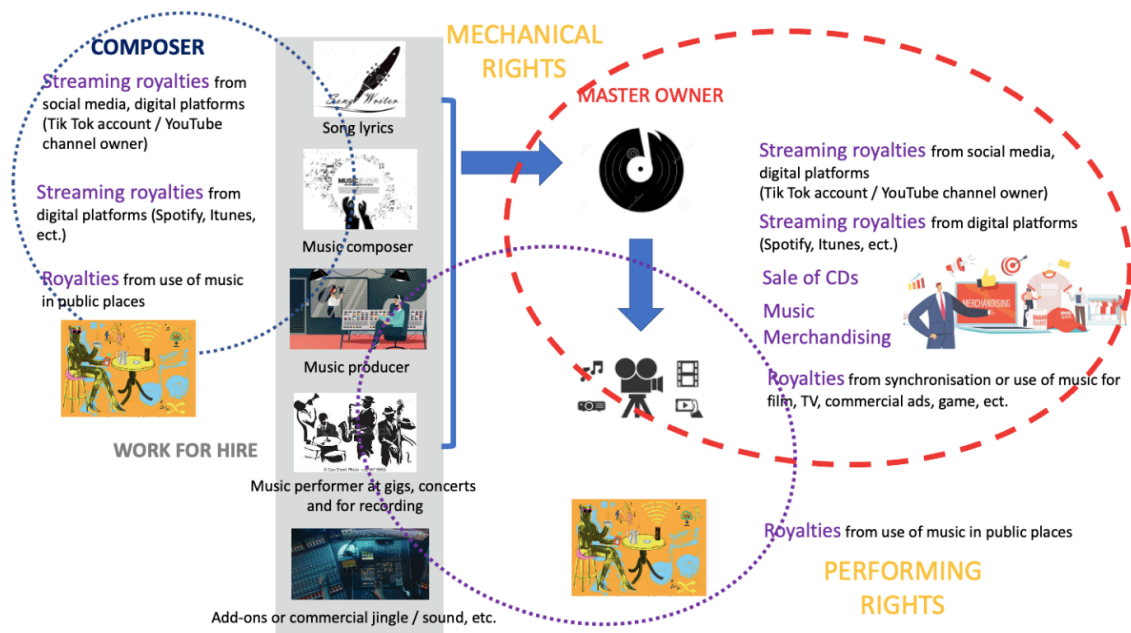 COMPOSER
Streaming royalties from
social media, digital platforms
(Tik Tok account / YouTube
channel owner)
Streaming royalties from
digital platforms (Spotify, Itunes,
ect.)
Royalties from use of music
in public places
WORK FOR HIRE
Song Writer
Song lyrics
MUSIC
Music composer
Music producer
Music performer at gigs, concerts
and for recording
Add-ons or commercial jingle / sound, etc.
MECHANICAL
RIGHTS
MASTER OWNER
Streaming royalties from social media,
digital platforms
(Tik Tok account / YouTube channel owner)
Streaming royalties from digital platforms
(Spotify, Itunes, ect.)
Sale of CDs
Music
Merchandising
MERCHANDISING
Royalties from synchronisation or use of music for
film, TV, commercial ads, game, ect.
Royalties from use of music in public places
PERFORMING
RIGHTS